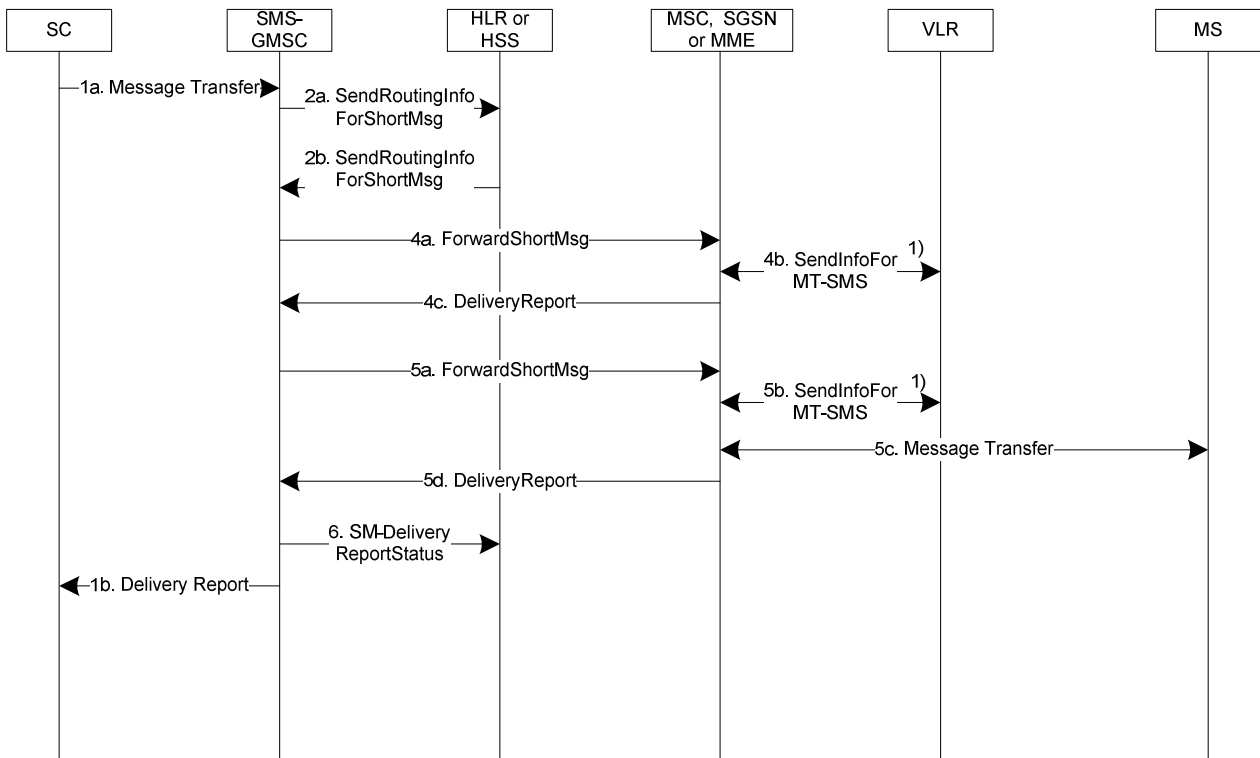 SC
SMS-
GMSC
HLR or
HSS
MSC, SGSN
or MME
VLR
MS
1a. Message Transfer
2a. SendRoutingInfo
ForShortMsg
2b. SendRoutingInfo
ForShortMsg
4a. ForwardShortMsg
4b. SendInfoFor 1)
MT-SMS
4c. DeliveryReport
5a. ForwardShortMsg
5b. SendInfoFor 1)
MT-SMS
5c. Message Transfer
5d. DeliveryReport
6. SM-Delivery
ReportStatus
1b. Delivery Report